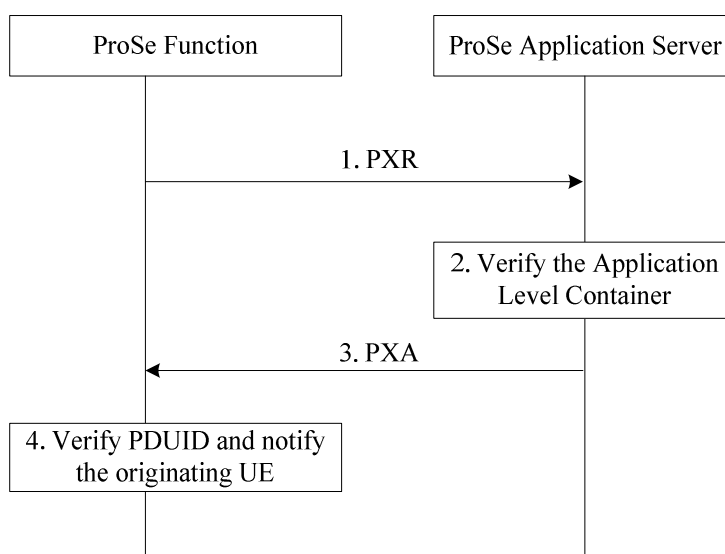 ProSe Function
ProSe Application Server
1. PXR
2. Verify the Application
Level Container
3. PXA
4. Verify PDUID and notify
the originating UE